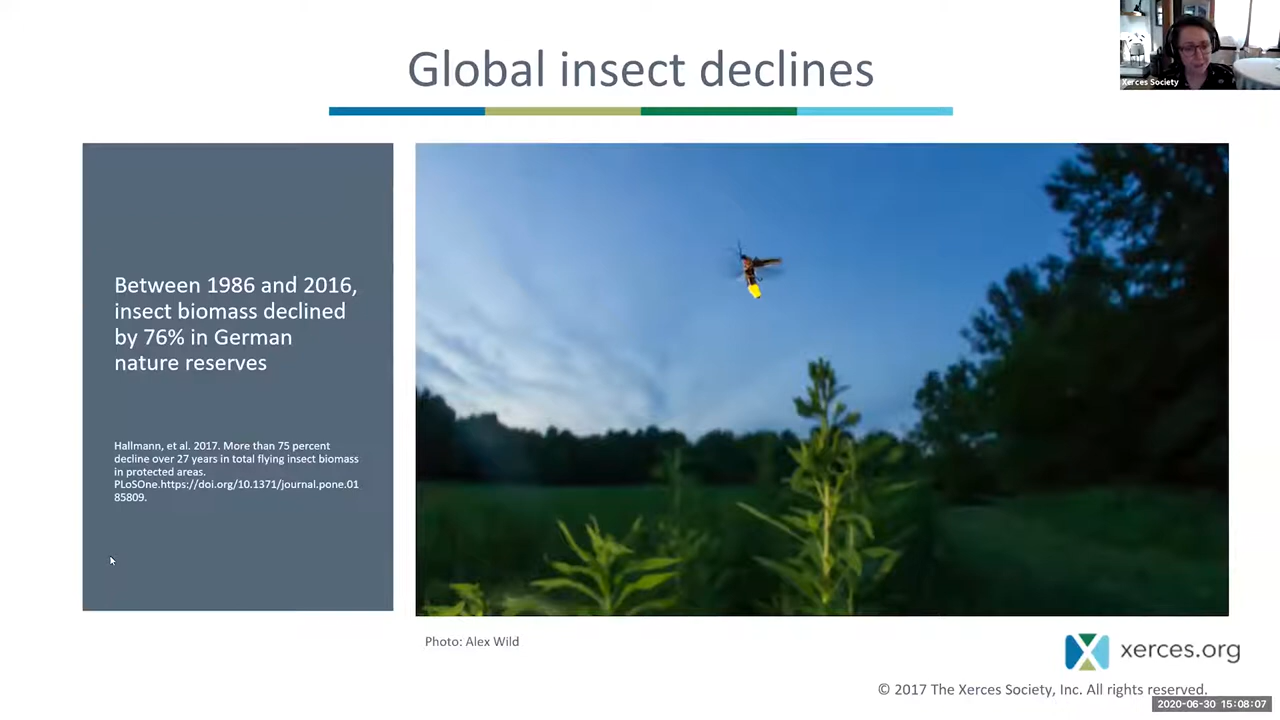 Global insect declines
Xerces Society
Between 1986 and 2016,
insect biomass declined
by 76% in German
nature reserves
Hallmann, et al. 2017. More than 75 percent
decline over 27 years in total flying insect biomass
in protected areas.
PLoSOne.https://doi.org/10.1371/journal.pone.01
85809.
Photo: Alex Wild
xerces.org
© 2017 The Xerces Society, Inc. All rights reserved.
2020-06-30 15:08:07